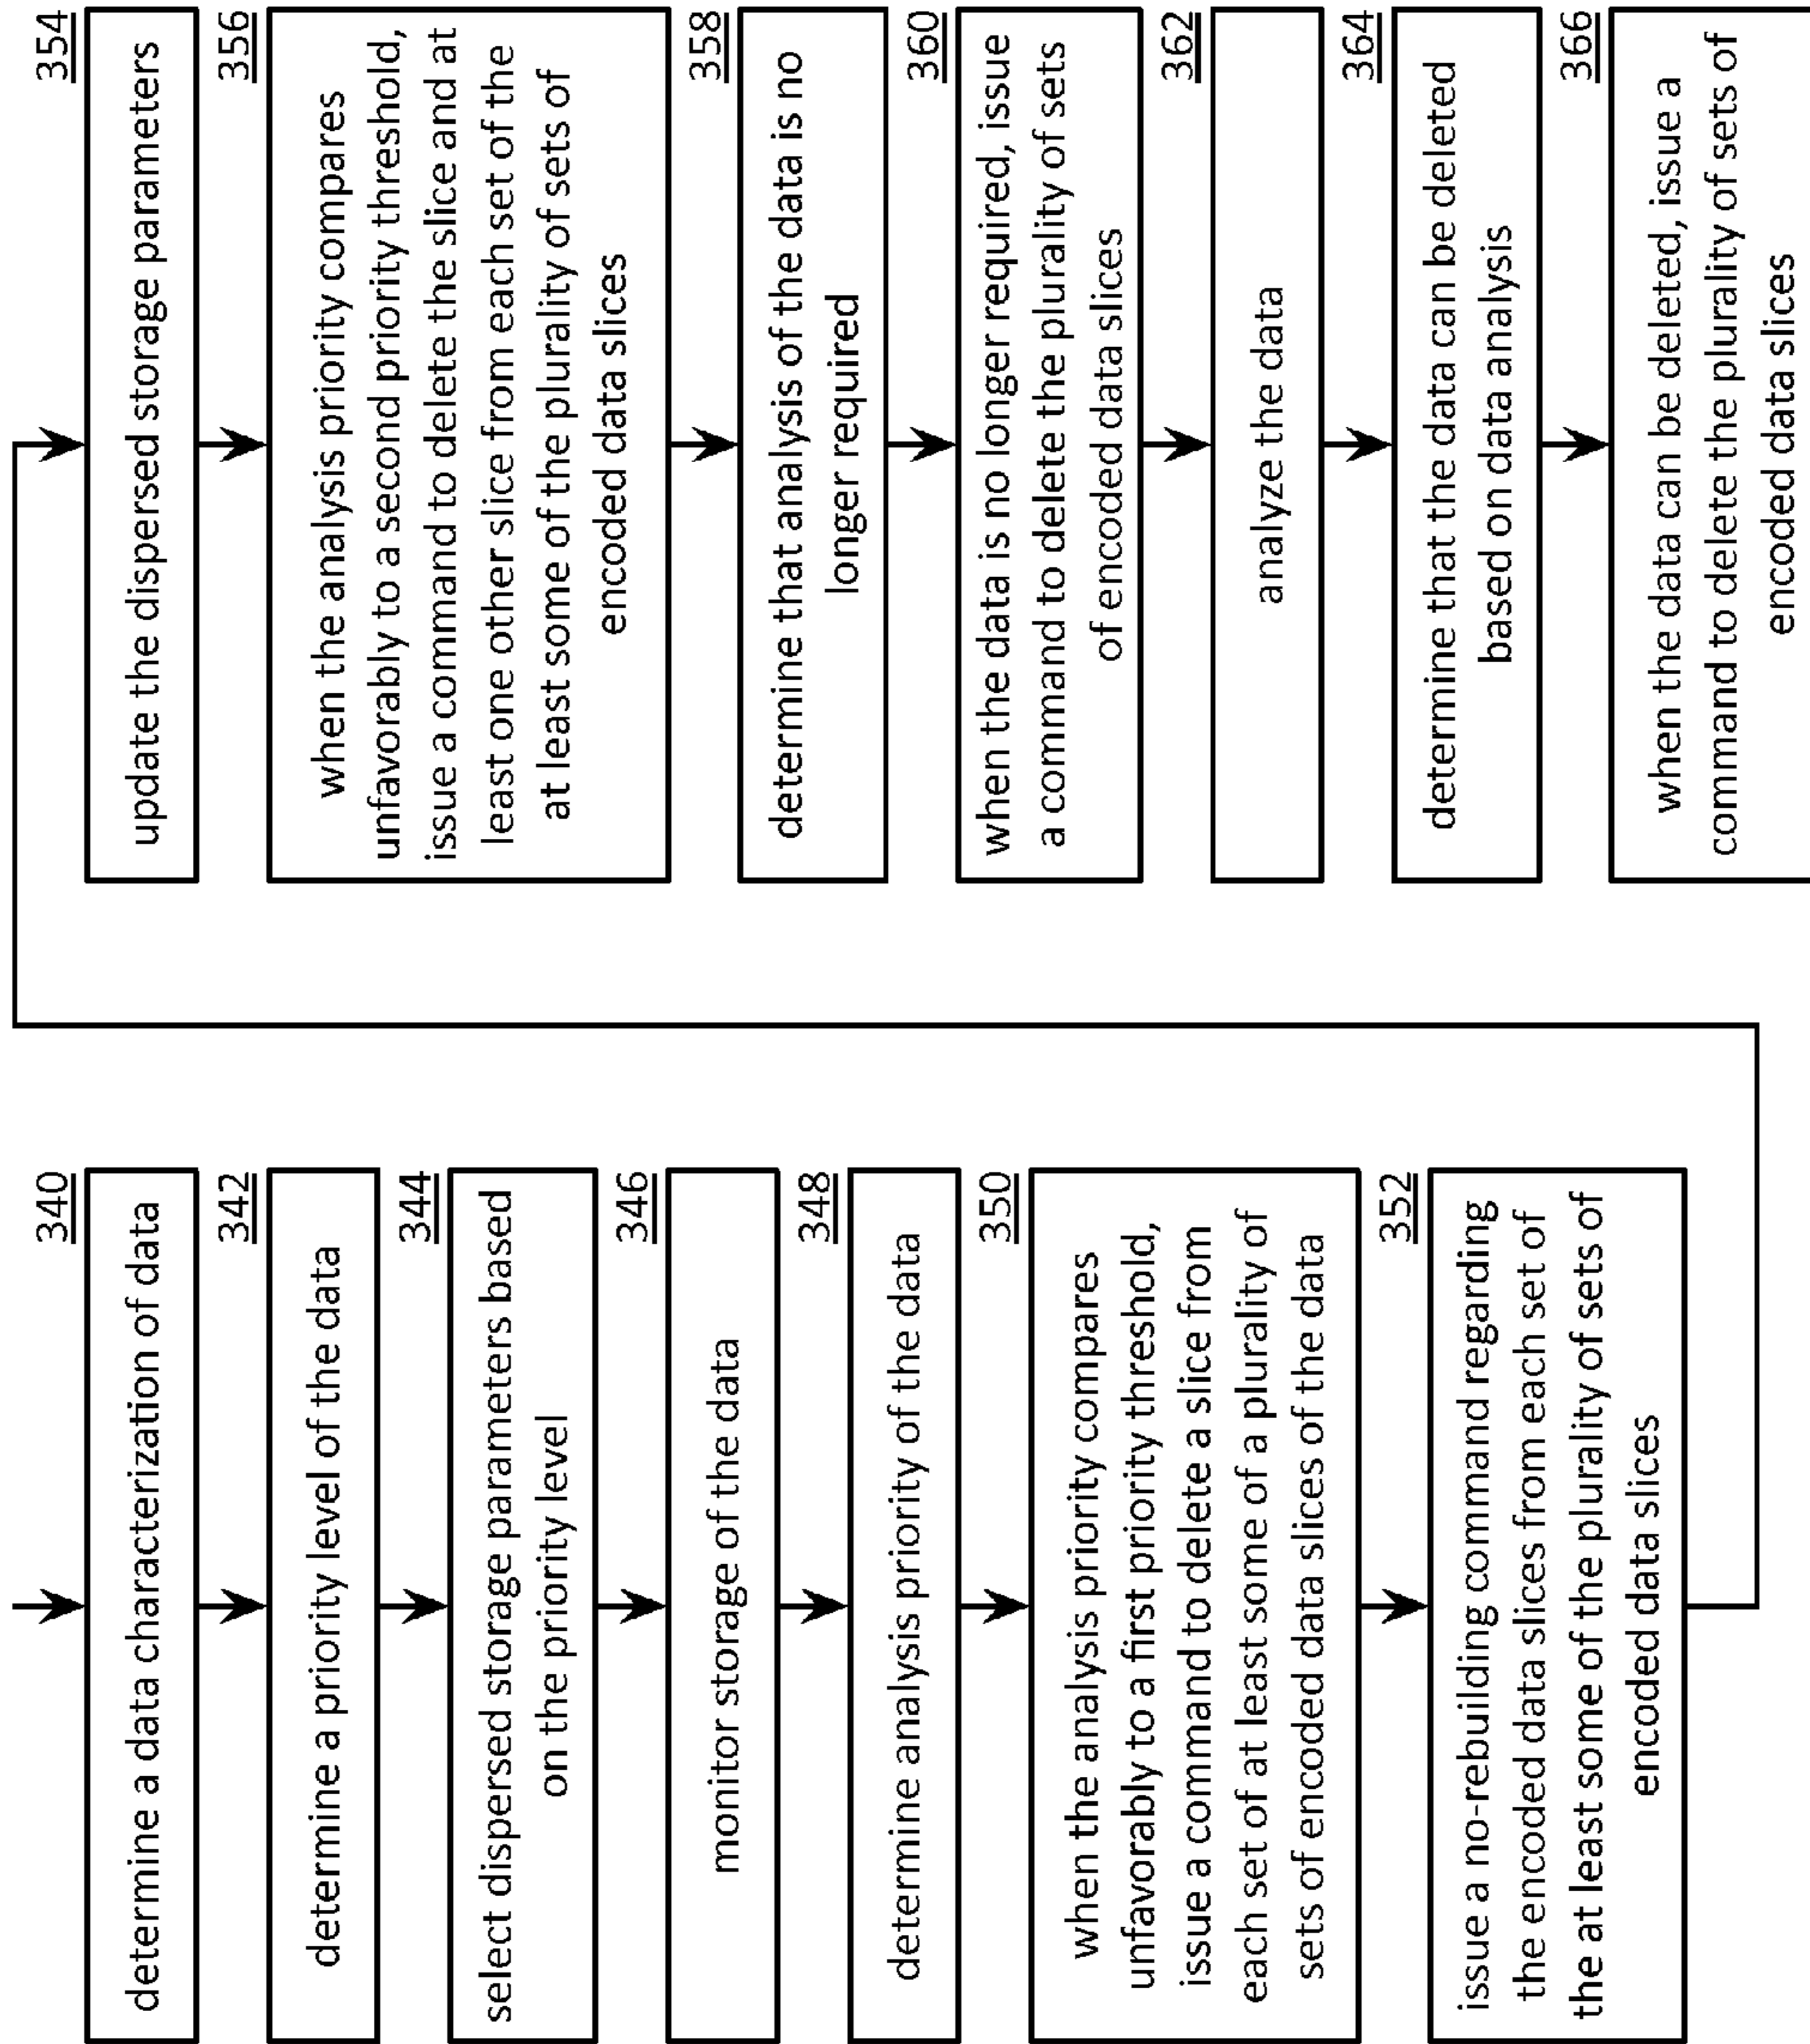 340
determine a data characterization of data
342
determine a priority level of the data
344
select dispersed storage parameters based
on the priority level
346
monitor storage of the data
348
determine analysis priority of the data
350
when the analysis priority compares
unfavorably to a first priority threshold,
issue a command to delete a slice from
each set of at least some of a plurality of
sets of encoded data slices of the data
352
issue a no-rebuilding command regarding
the encoded data slices from each set of
the at least some of the plurality of sets of
encoded data slices
354
update the dispersed storage parameters
356
when the analysis priority compares
unfavorably to a second priority threshold,
issue a command to delete the slice and at
least one other slice from each set of the
at least some of the plurality of sets of
encoded data slices
358
determine that analysis of the data is no
longer required
360
when the data is no longer required, issue
a command to delete the plurality of sets
of encoded data slices
362
analyze the data
364
determine that the data can be deleted
based on data analysis
366
when the data can be deleted, issue a
command to delete the plurality of sets of
encoded data slices